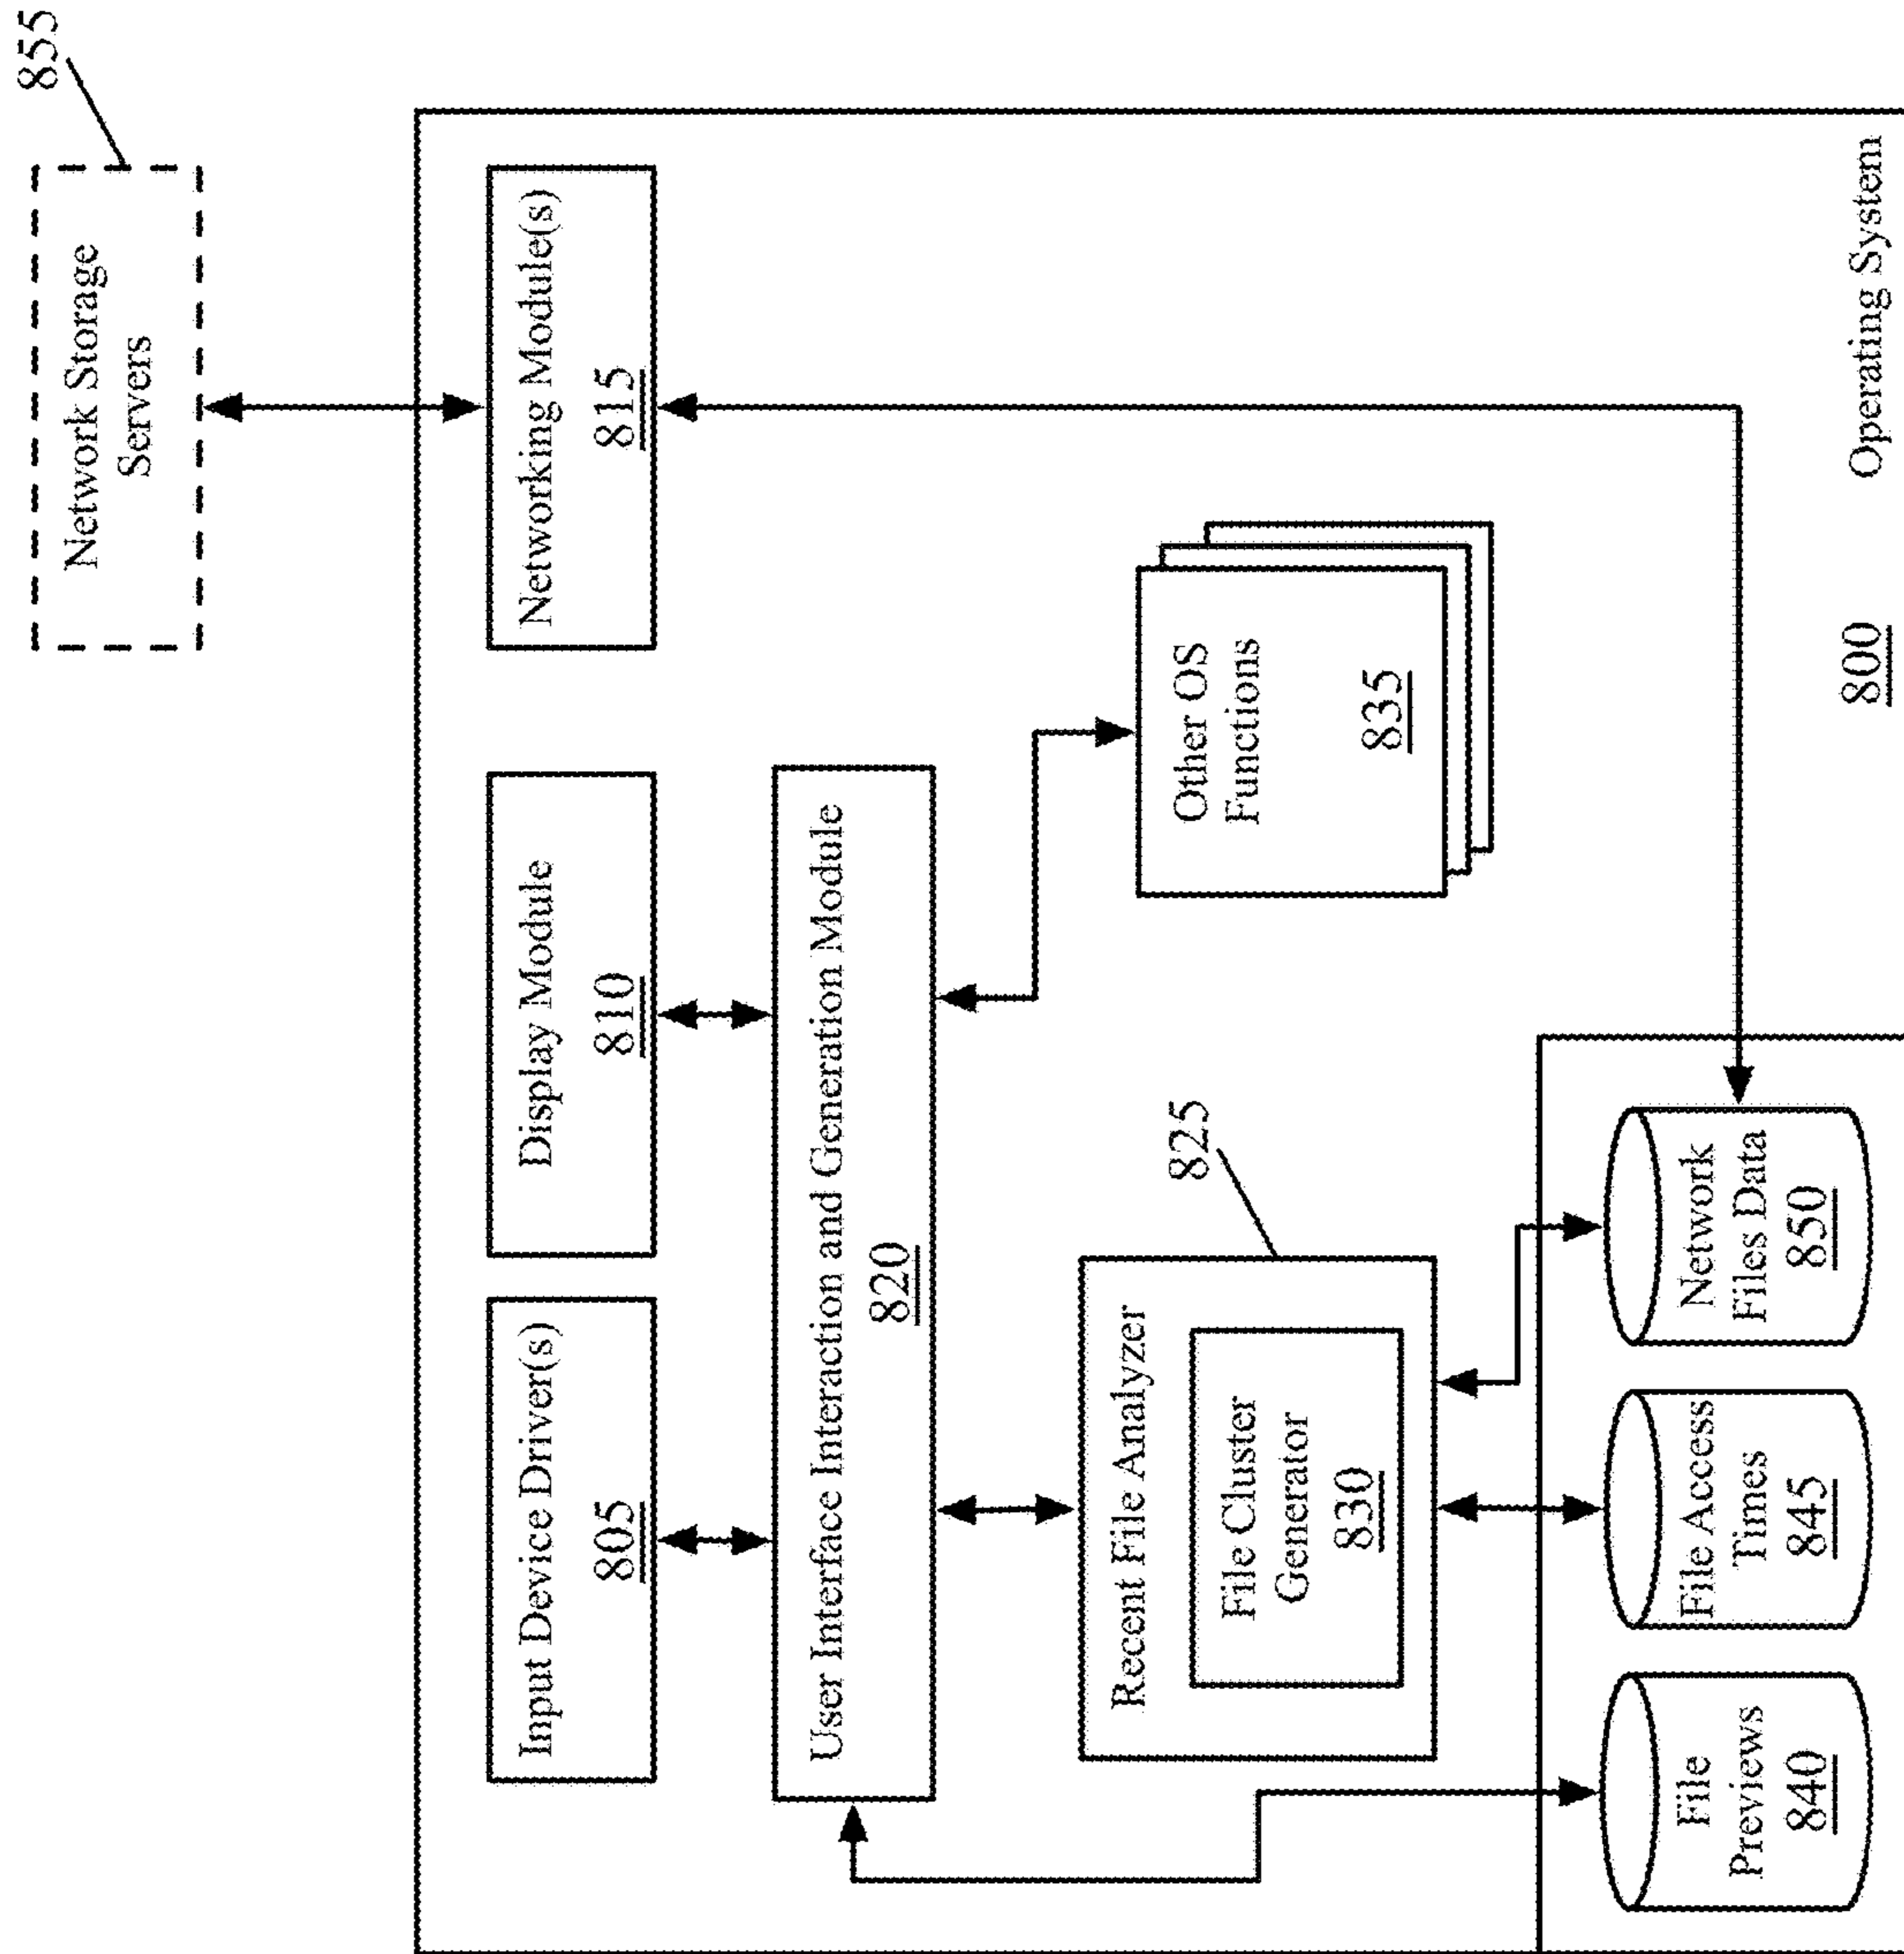 855
Network Storage
Servers
Input Device Driver(s)
805
Display Module
810
Networking Module(s)
815
User Interface Interaction and Generation Module
820
825
Recent File Analyzer
File Cluster
Generator
830
Other OS
Functions
835
File
Previews
840
File Access
Times
845
Network
Files Data
850
800
Operating System